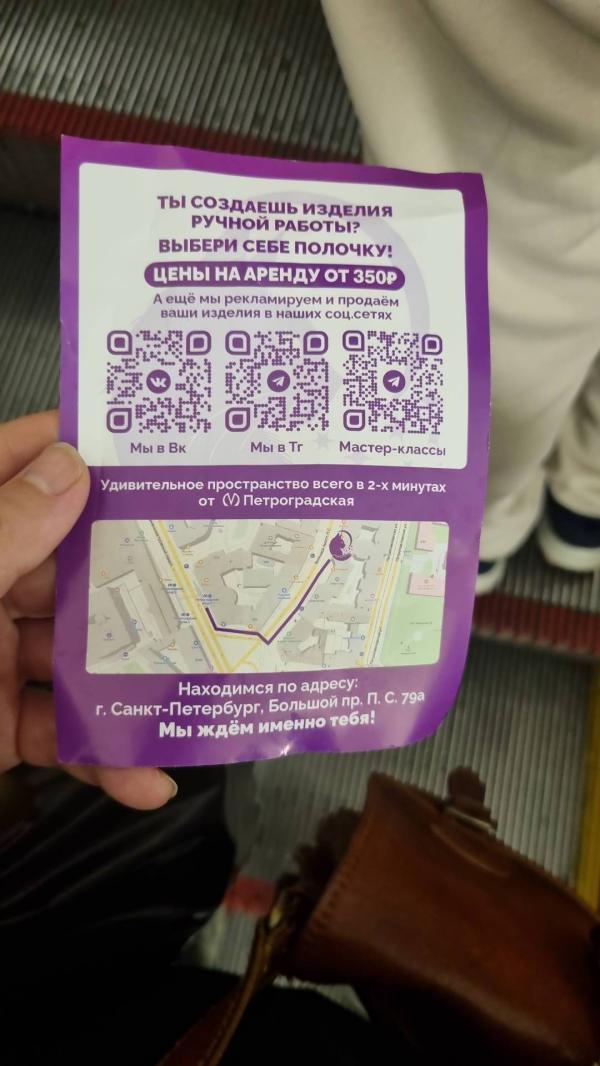 ТЫ СОЗДАЕШЬ ИЗДЕЛИЯ
РУЧНОЙ РАБОТЫ?
ВЫБЕРИ СЕБЕ ПОЛОЧКУ!
ЦЕНЫ НА АРЕНДУ ОТ 350₽
А ещё мы рекламируем и продаём
ваши изделия в наших соц.сетях
Мы в Вк
Мы в Тг
Мастер-классы
Удивительное пространство всего в 2-х минутах
от Петроградская
Находимся по адресу:
г. Санкт-Петербург, Большой пр. П. С. 79а
Мы ждём именно тебя!